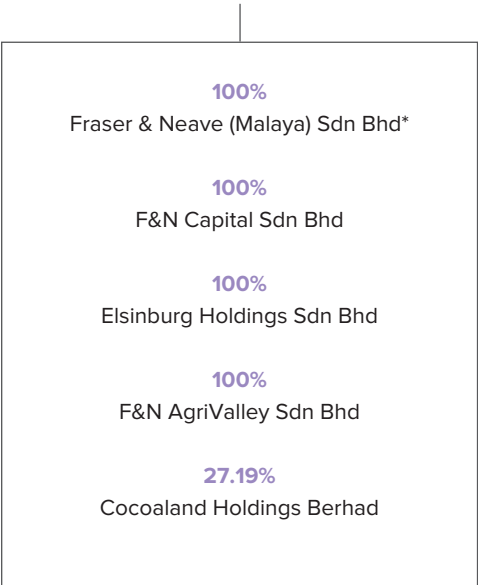 100%
Fraser & Neave (Malaya) Sdn Bhd*
100%
F&N Capital Sdn Bhd
100%
Elsinburg Holdings Sdn Bhd
100%
F&N AgriValley Sdn Bhd
27.19%
Cocoaland Holdings Berhad